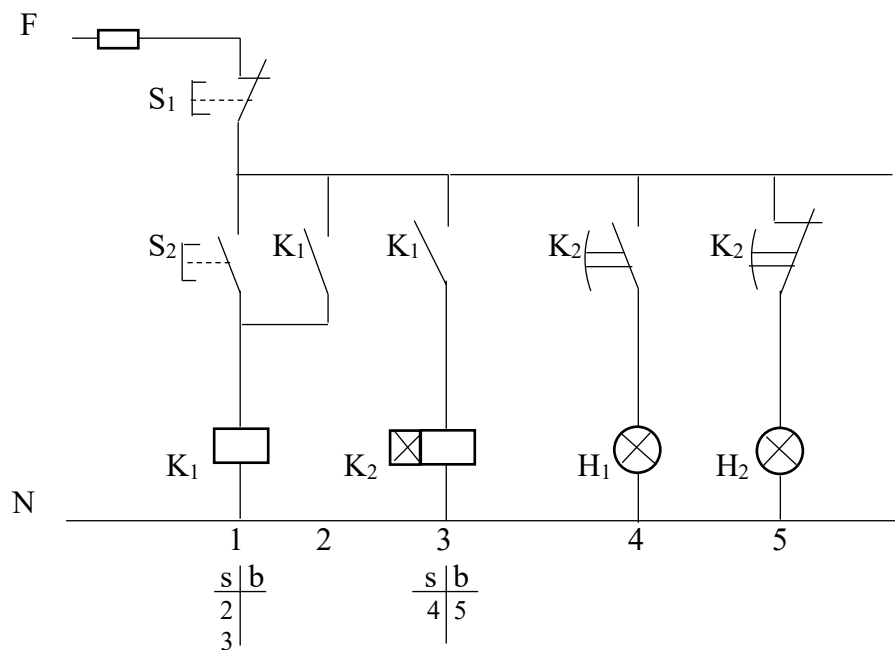 F
S₁
S₂ K₁ K₁ K₂ K₂
K₁ K₂ H₁ H₂
N
1 2 3 4 5
s b s b
2 4 5
3